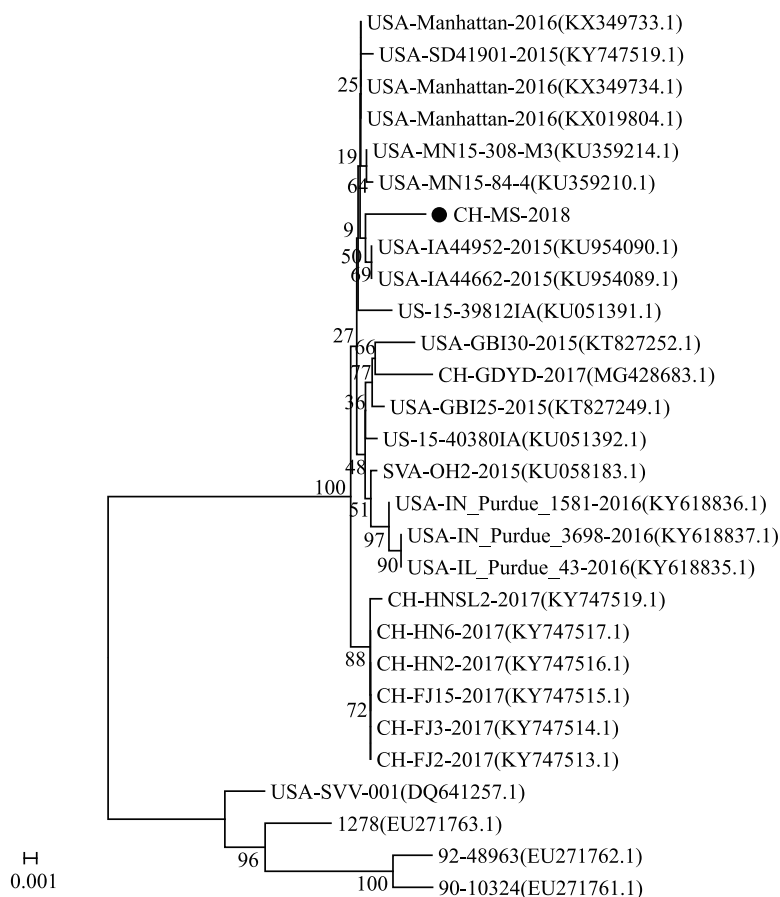 USA-Manhattan-2016(KX349733.1)
USA-SD41901-2015(KY747519.1)
25
USA-Manhattan-2016(KX349734.1)
USA-Manhattan-2016(KX019804.1)
19
USA-MN15-308-M3(KU359214.1)
64
USA-MN15-84-4(KU359210.1)
CH-MS-2018
9
USA-IA44952-2015(KU954090.1)
50
69
USA-IA44662-2015(KU954089.1)
US-15-39812IA(KU051391.1)
27
66
USA-GBI30-2015(KT827252.1)
77
CH-GDYD-2017(MG428683.1)
36
USA-GBI25-2015(KT827249.1)
US-15-40380IA(KU051392.1)
48
SVA-OH2-2015(KU058183.1)
100
51
USA-IN_Purdue_1581-2016(KY618836.1)
97
USA-IN_Purdue_3698-2016(KY618837.1)
90
USA-IL_Purdue_43-2016(KY618835.1)
CH-HNSL2-2017(KY747519.1)
CH-HN6-2017(KY747517.1)
88
CH-HN2-2017(KY747516.1)
CH-FJ15-2017(KY747515.1)
72
CH-FJ3-2017(KY747514.1)
CH-FJ2-2017(KY747513.1)
USA-SVV-001(DQ641257.1)
1278(EU271763.1)
96
92-48963(EU271762.1)
100
90-10324(EU271761.1)
0.001